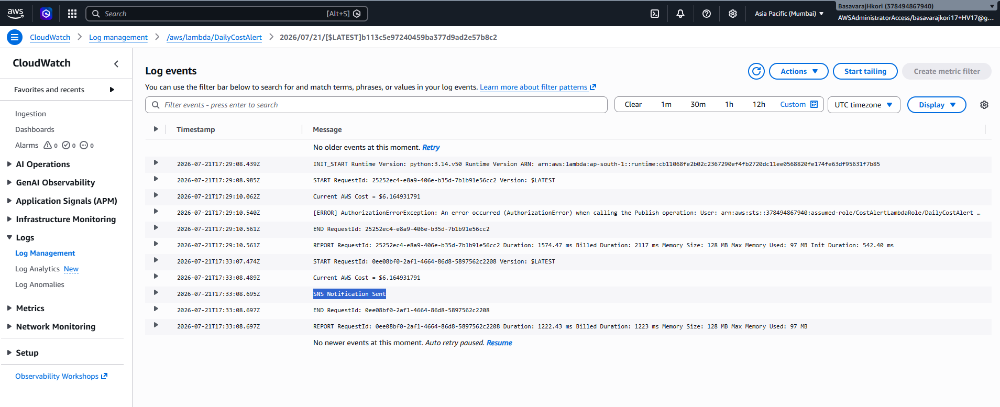 aws
Search [Alt+S]
Asia Pacific (Mumbai)
BasavarajHkori (378494867940)
AWSAdministratorAccess/basavarajkori17+HV17@g...
CloudWatch
Log management
/aws/lambda/DailyCostAlert
2026/07/21/[$LATEST]b113c5e97240459ba377d9ad2e57b8c2
CloudWatch
Favorites and recents
Ingestion
Dashboards
Alarms 0 0 0
AI Operations
GenAI Observability
Application Signals (APM)
Infrastructure Monitoring
Logs
Log Management
Log Analytics New
Log Anomalies
Metrics
Network Monitoring
Setup
Observability Workshops
Log events
Actions
Start tailing
Create metric filter
You can use the filter bar below to search for and match terms, phrases, or values in your log events. Learn more about filter patterns
Filter events - press enter to search
Clear 1m 30m 1h 12h Custom
UTC timezone
Display
Timestamp Message
No older events at this moment. Retry
2026-07-21T17:29:08.439Z INIT_START Runtime Version: python:3.14.v50 Runtime Version ARN: arn:aws:lambda:ap-south-1::runtime:cb11068fe2b02c2367290ef4fb2720dc11ee0568820fe174fe63df95631f7b85
2026-07-21T17:29:08.985Z START RequestId: 25252ec4-e8a9-406e-b35d-7b1b91e56cc2 Version: $LATEST
2026-07-21T17:29:10.062Z Current AWS Cost = $6.164931791
2026-07-21T17:29:10.540Z [ERROR] AuthorizationErrorException: An error occurred (AuthorizationError) when calling the Publish operation: User: arn:aws:sts::378494867940:assumed-role/CostAlertLambdaRole/DailyCostAlert …
2026-07-21T17:29:10.561Z END RequestId: 25252ec4-e8a9-406e-b35d-7b1b91e56cc2
2026-07-21T17:29:10.561Z REPORT RequestId: 25252ec4-e8a9-406e-b35d-7b1b91e56cc2 Duration: 1574.47 ms Billed Duration: 2117 ms Memory Size: 128 MB Max Memory Used: 97 MB Init Duration: 542.40 ms
2026-07-21T17:33:07.474Z START RequestId: 0ee08bf0-2af1-4664-86d8-5897562c2208 Version: $LATEST
2026-07-21T17:33:08.489Z Current AWS Cost = $6.164931791
2026-07-21T17:33:08.695Z SNS Notification Sent
2026-07-21T17:33:08.697Z END RequestId: 0ee08bf0-2af1-4664-86d8-5897562c2208
2026-07-21T17:33:08.697Z REPORT RequestId: 0ee08bf0-2af1-4664-86d8-5897562c2208 Duration: 1222.43 ms Billed Duration: 1223 ms Memory Size: 128 MB Max Memory Used: 97 MB
No newer events at this moment. Auto retry paused. Resume